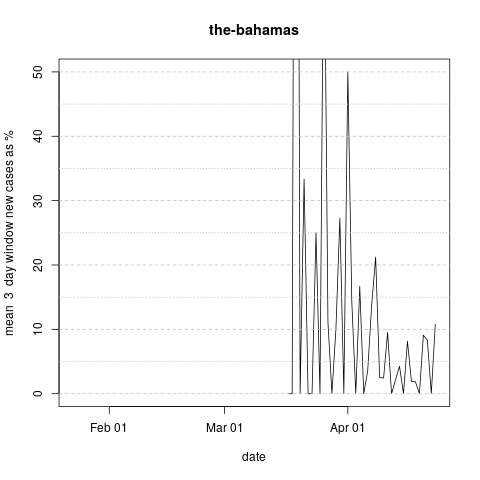 the-bahamas
mean  3  day window new cases as %
50
40
30
20
10
0
Feb 01
Mar 01
Apr 01
date